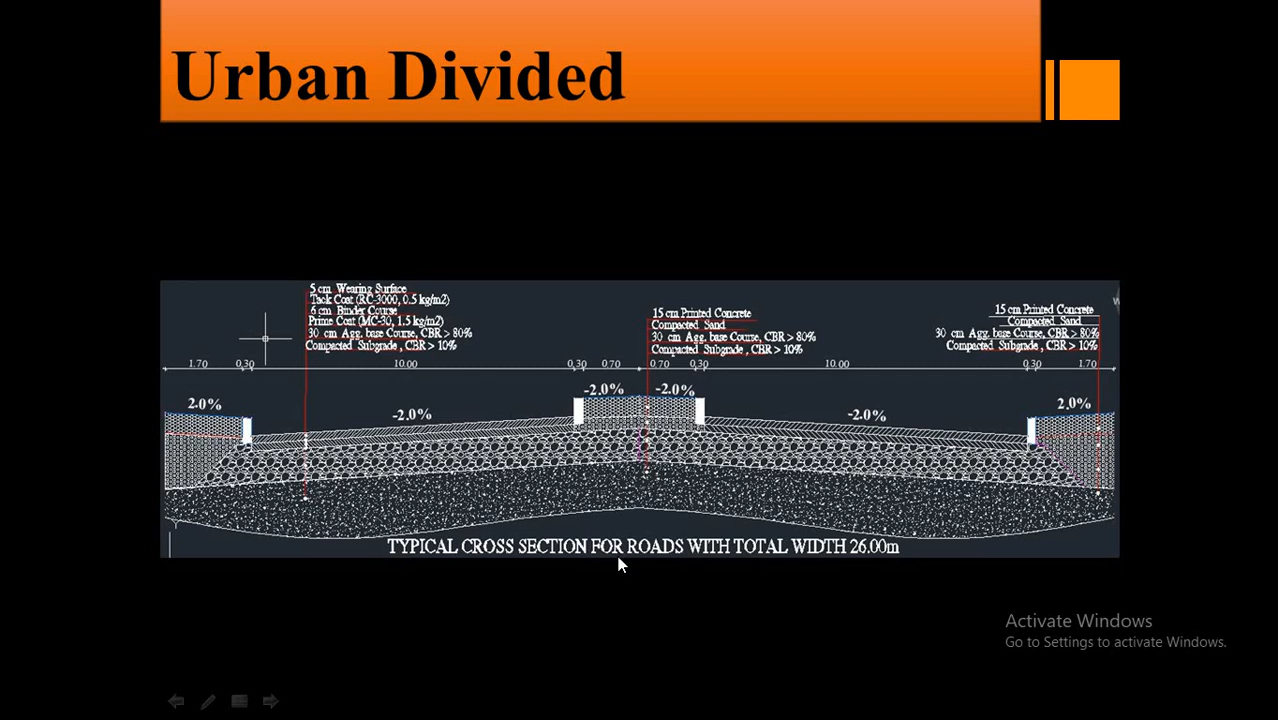 Urban Divided
5 cm Wearing Surface
Tack Coat (RC-3000, 0.5 kg/m2)
6 cm Binder Course
Prime Coat (MC-30, 1.5 kg/m2)
30 cm Agg. base Course, CBR > 80%
Compacted Subgrade , CBR > 10%
15 cm Printed Concrete
Compacted Sand
30 cm Agg. base Course, CBR > 80%
Compacted Subgrade , CBR > 10%
15 cm Printed Concrete
Compacted Sand
30 cm Agg. base Course, CBR > 80%
Compacted Subgrade , CBR > 10%
1.70 0.30 10.00 0.30 0.70 0.70 0.30 10.00 0.30 1.70
2.0% -2.0% -2.0% -2.0% -2.0% 2.0%
TYPICAL CROSS SECTION FOR ROADS WITH TOTAL WIDTH 26.00m
Activate Windows
Go to Settings to activate Windows.